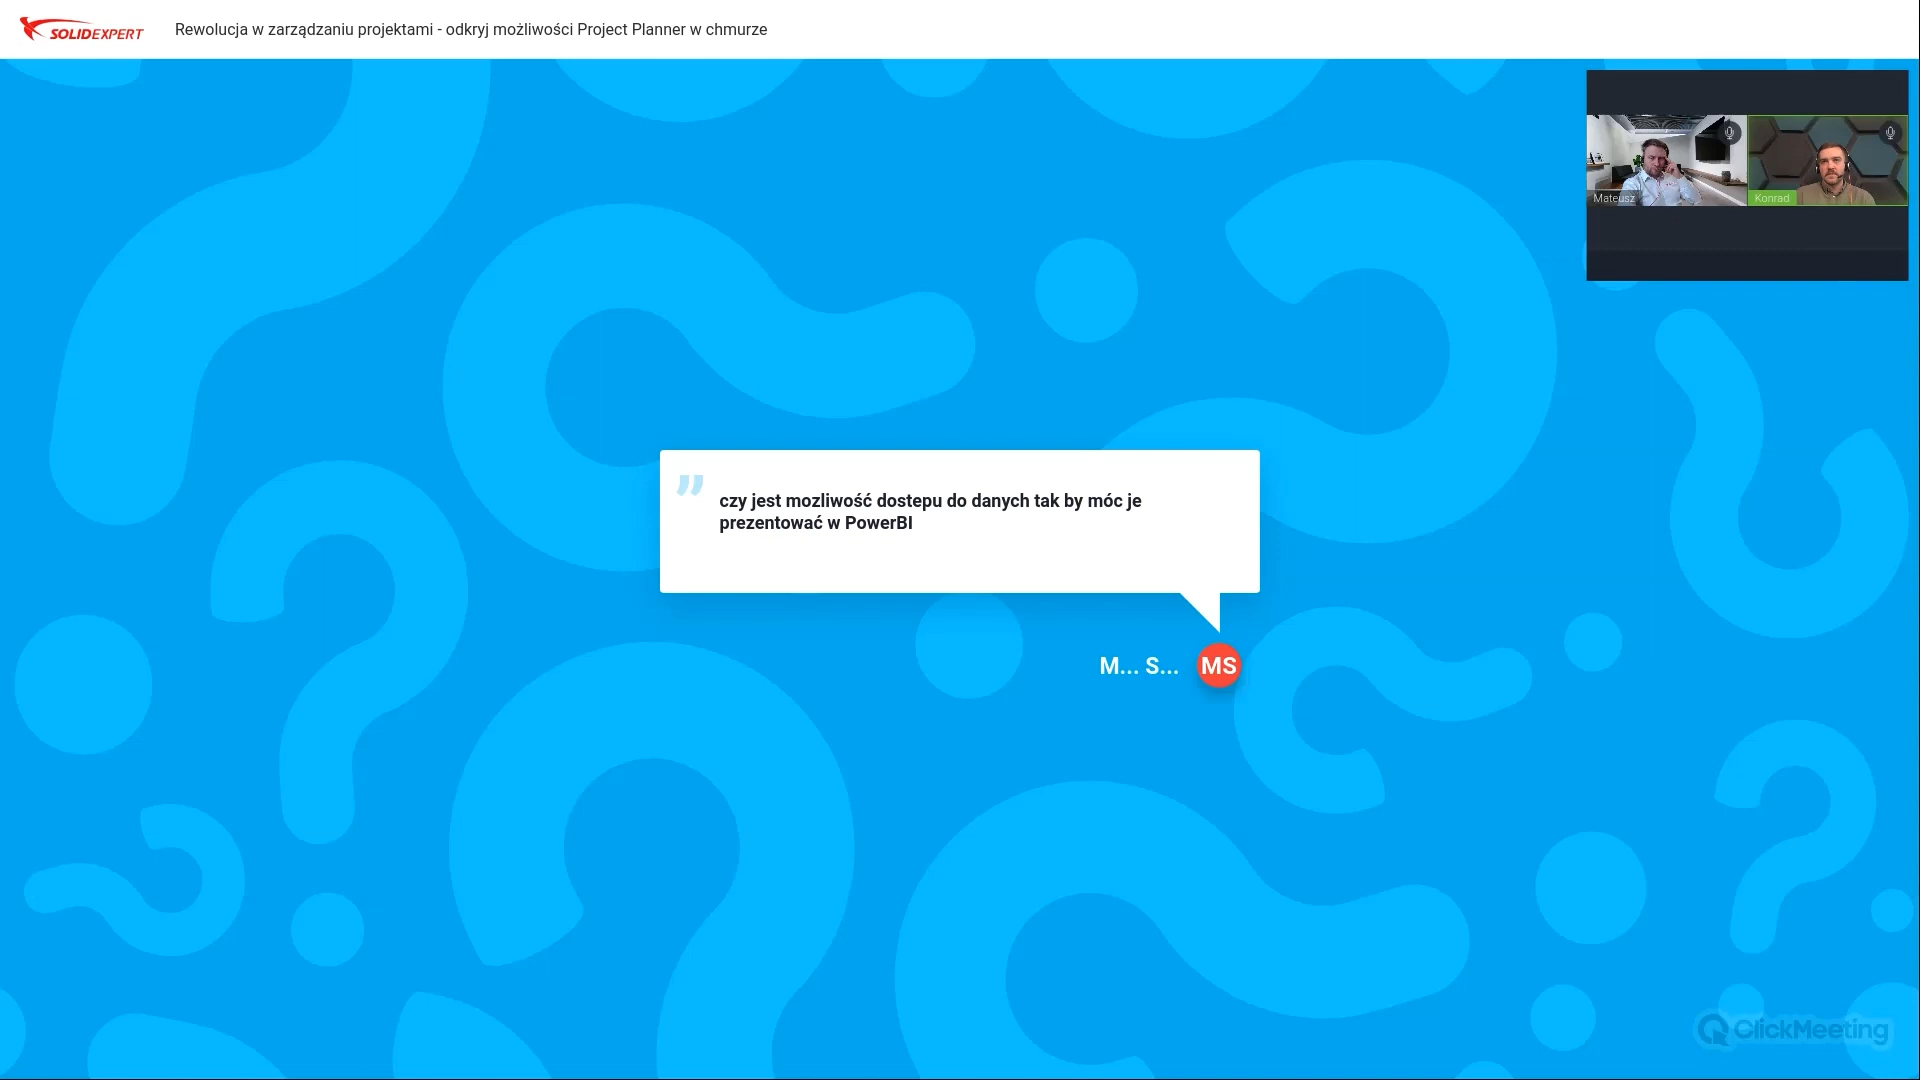 SOLIDEXPERT
Rewolucja w zarządzaniu projektami - odkryj możliwości Project Planner w chmurze
Mateusz
Konrad
czy jest mozliwość dostepu do danych tak by móc je
prezentować w PowerBI
M... S...
MS
ClickMeeting